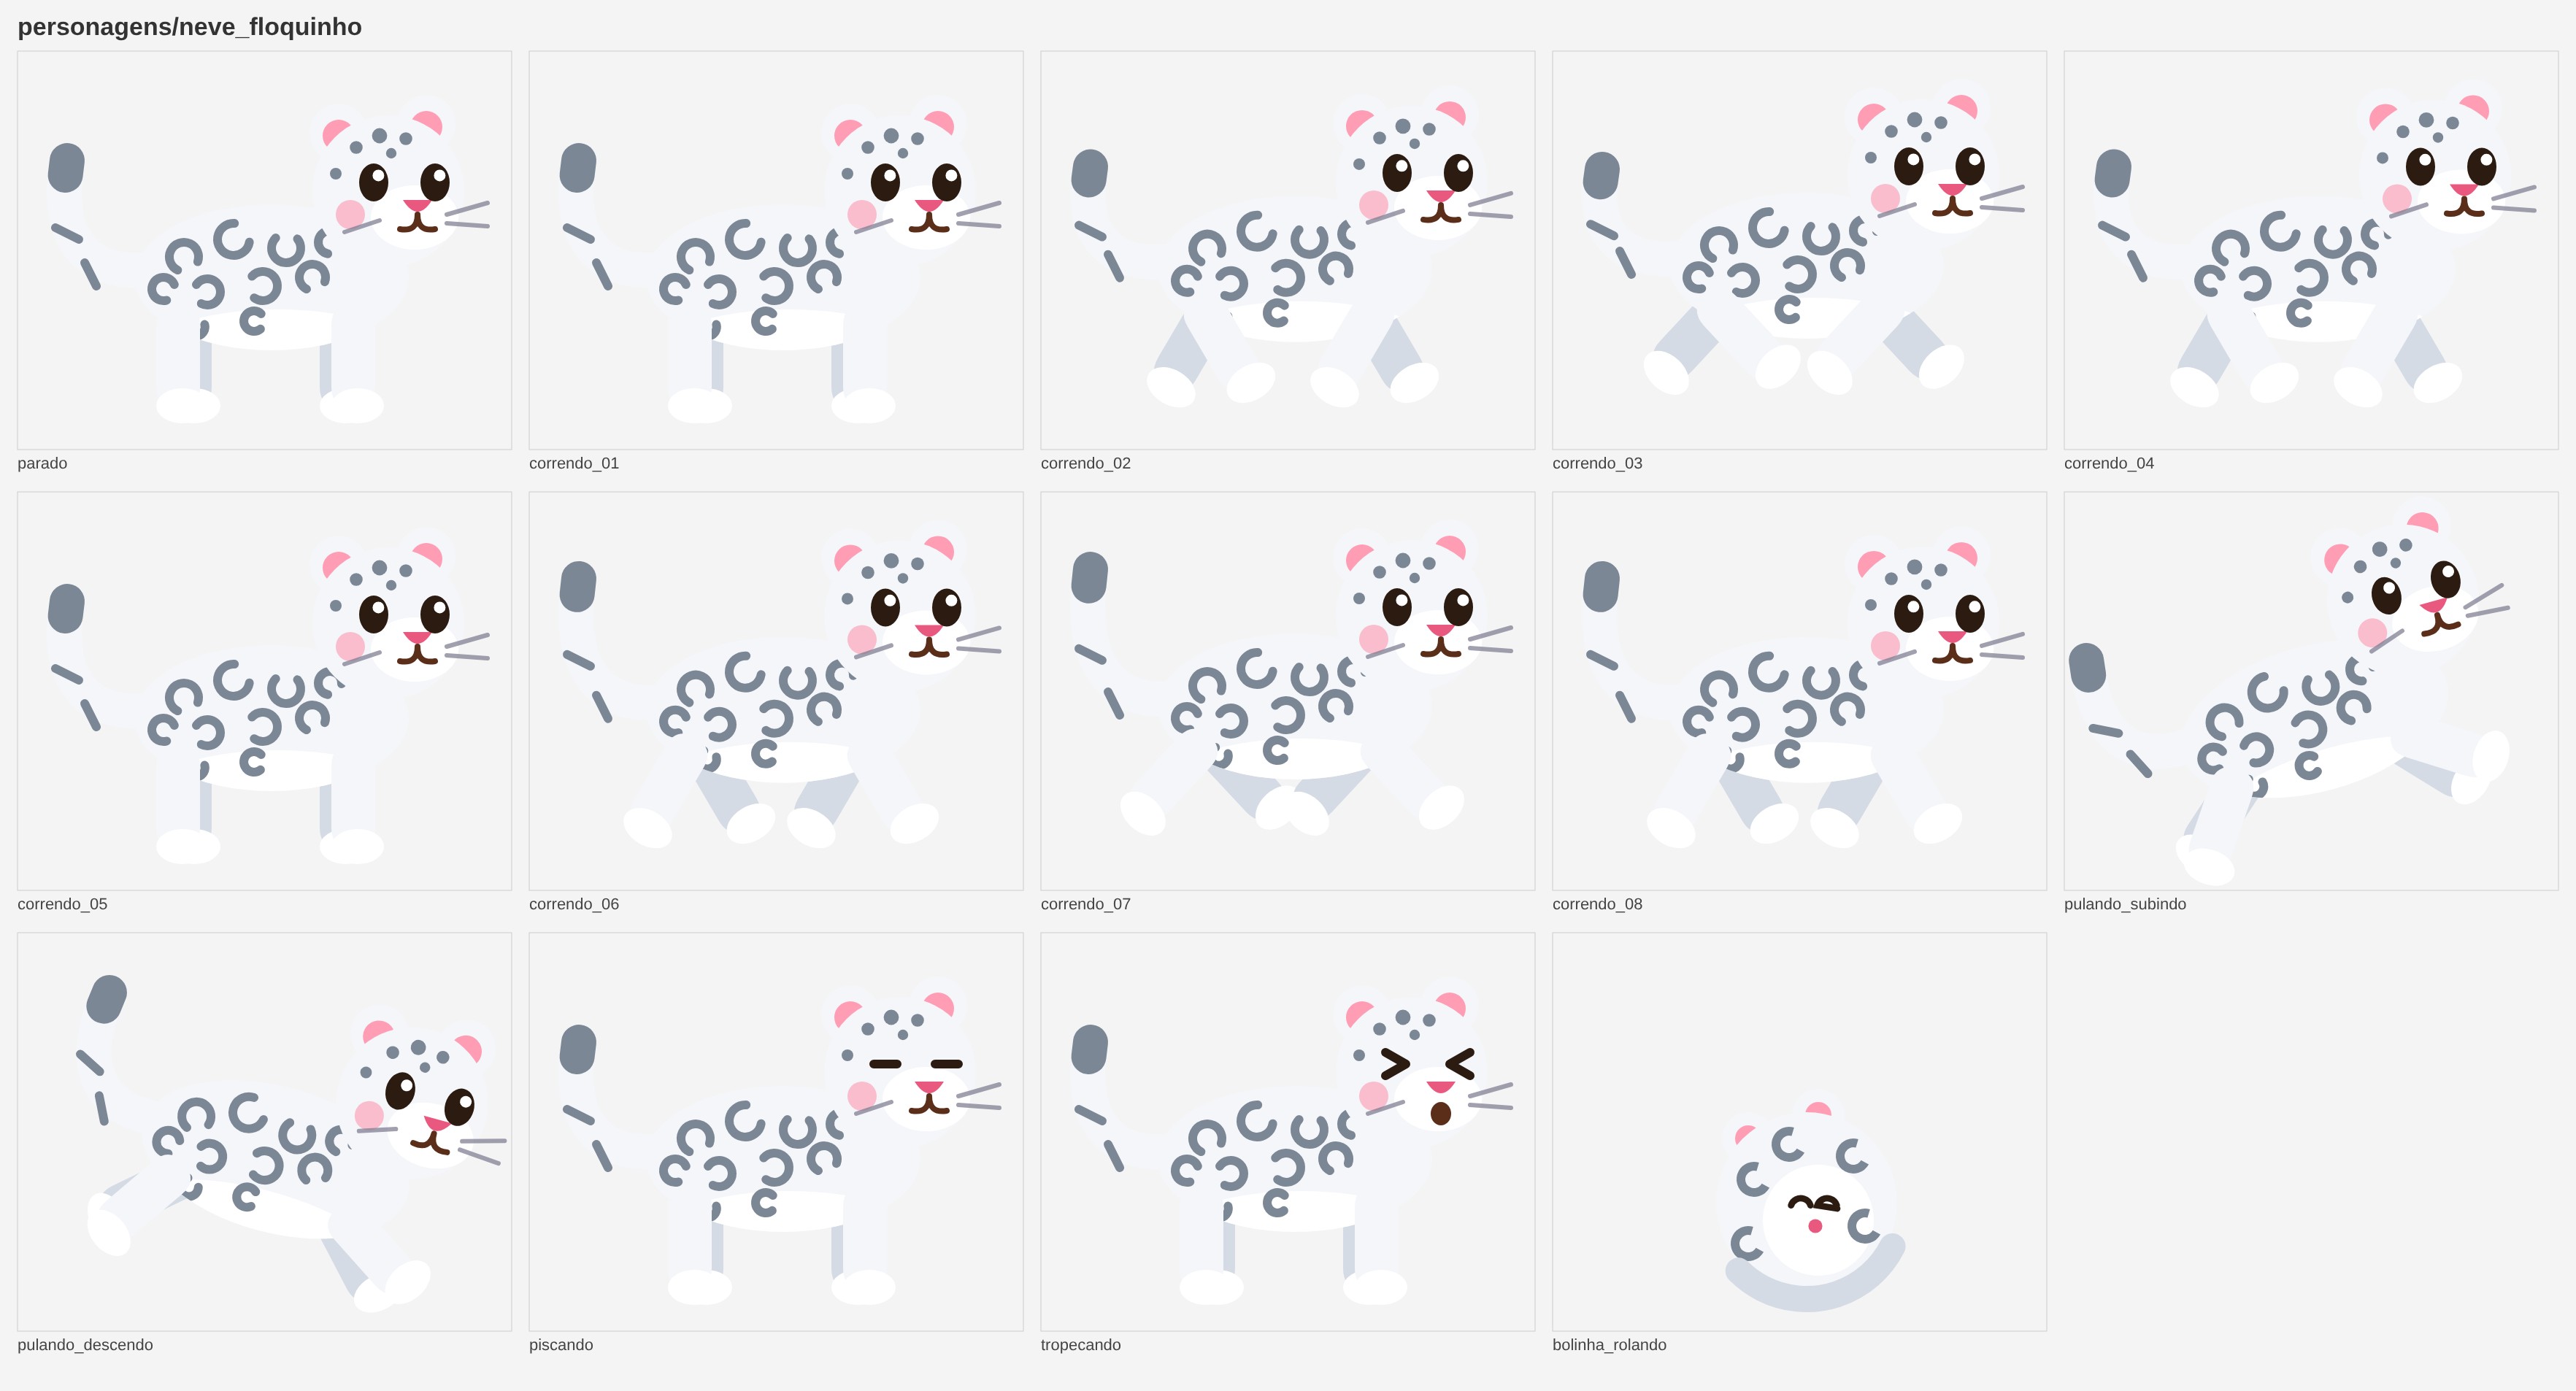 personagens/neve_floquinho
parado
correndo_01
correndo_02
correndo_03
correndo_04
correndo_05
correndo_06
correndo_07
correndo_08
pulando_subindo
pulando_descendo
piscando
tropecando
bolinha_rolando